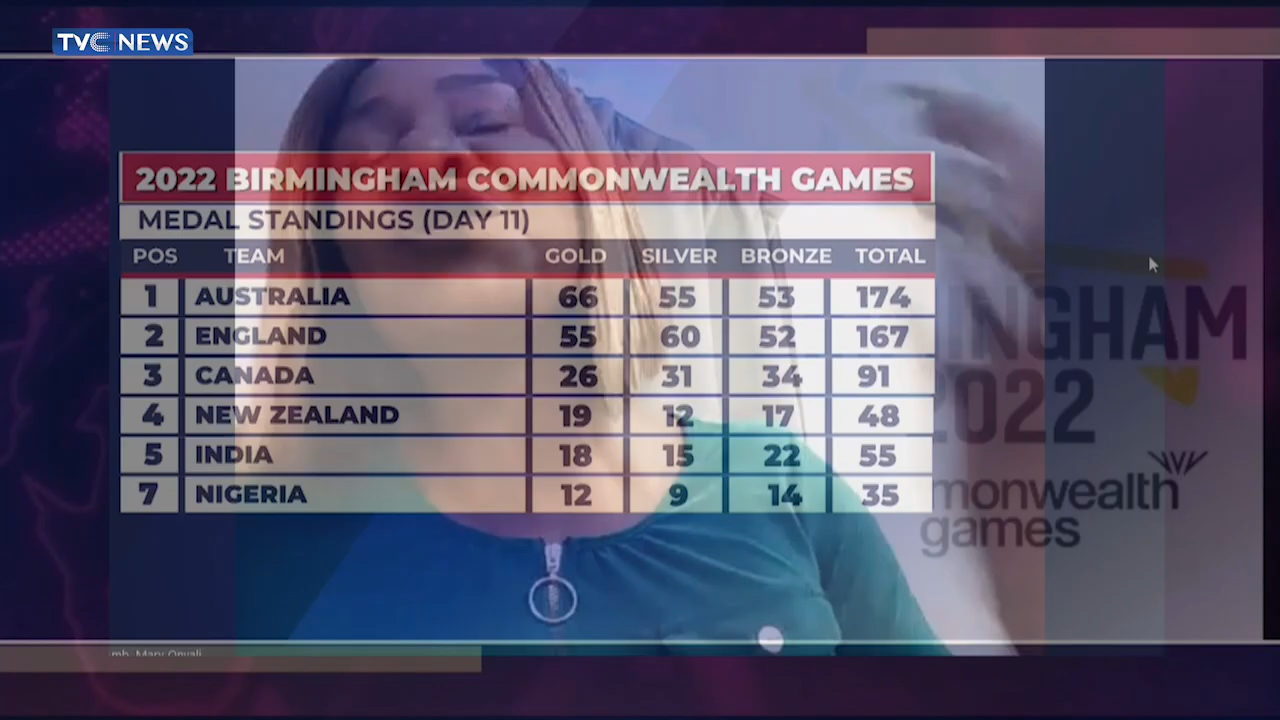 TVC NEWS
2022 BIRMINGHAM COMMONWEALTH GAMES
MEDAL STANDINGS (DAY 11)
POS TEAM GOLD SILVER BRONZE TOTAL
1 AUSTRALIA 66 55 53 174
2 ENGLAND 55 60 52 167
3 CANADA 26 31 34 91
4 NEW ZEALAND 19 12 17 48
5 INDIA 18 15 22 55
7 NIGERIA 12 9 14 35
INGHAM
2022
monwealth
games